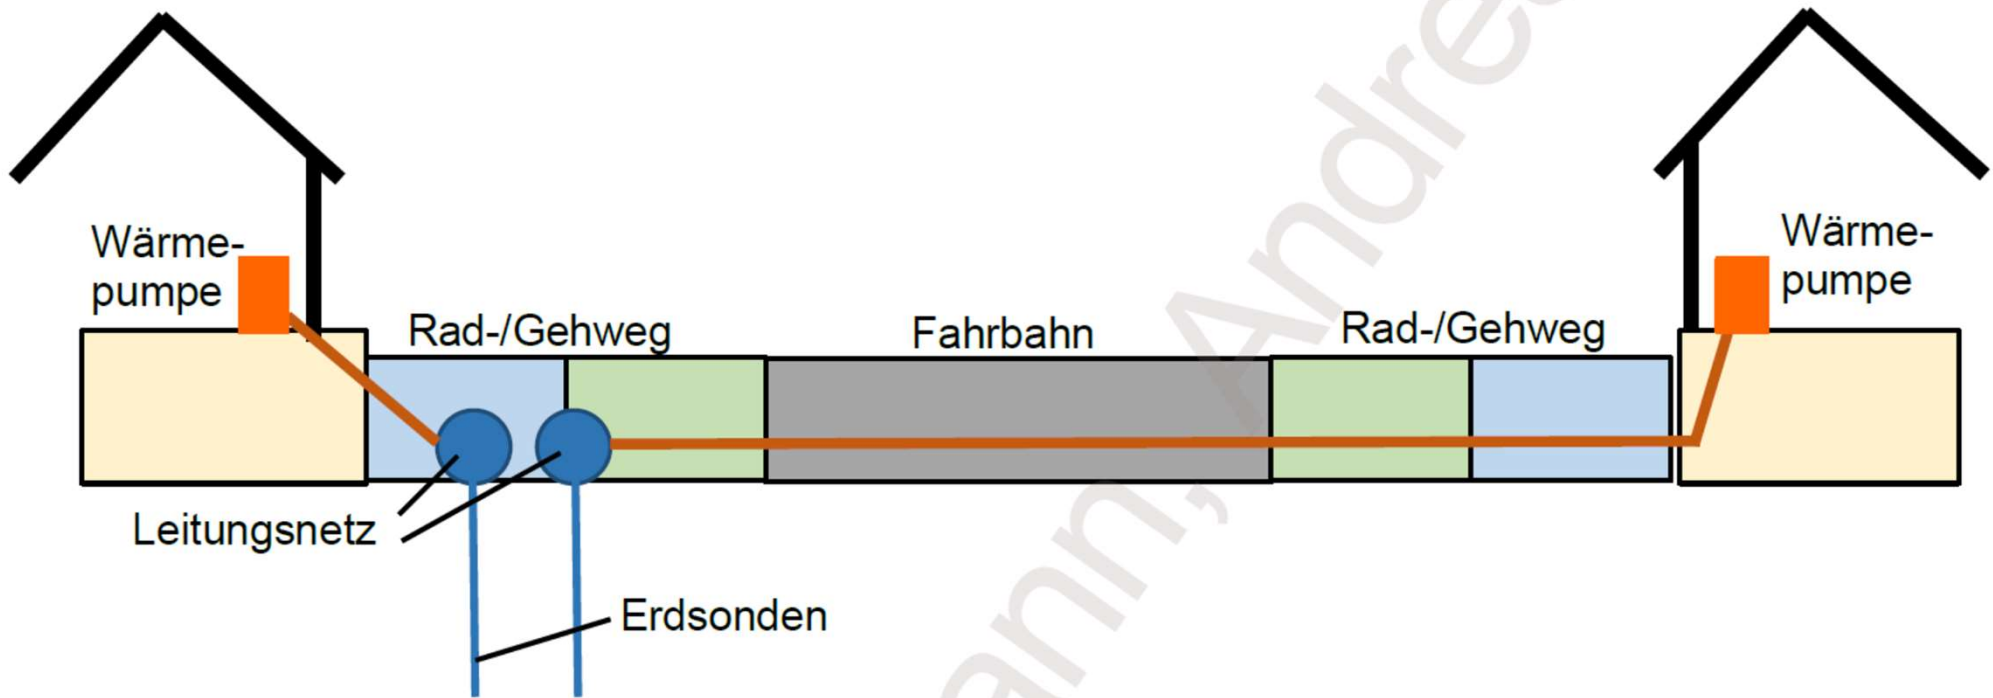 Wärme-
pumpe
Rad-/Gehweg
Fahrbahn
Rad-/Gehweg
Wärme-
pumpe
Leitungsnetz
Erdsonden